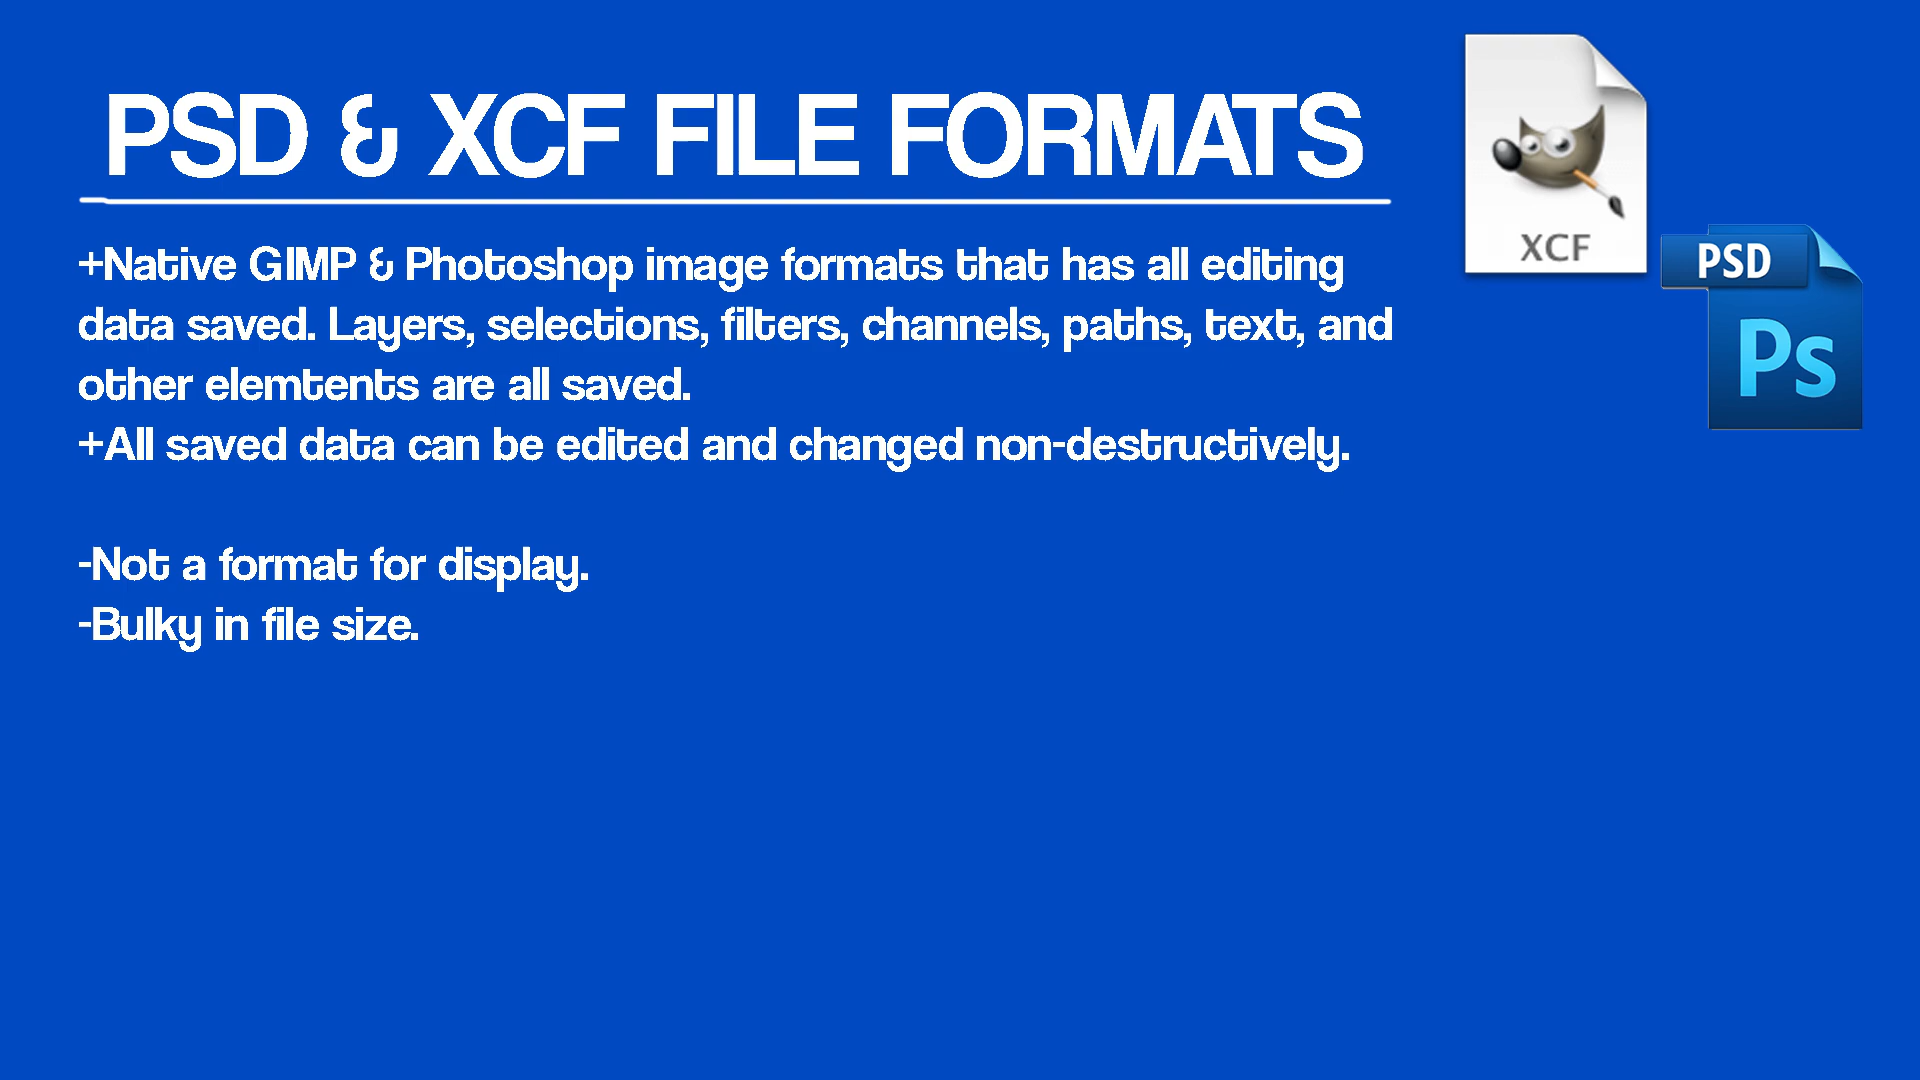 PSD & XCF FILE FORMATS
XCF
PSD
Ps
+Native GIMP & Photoshop image formats that has all editing
data saved. Layers, selections, filters, channels, paths, text, and
other elemtents are all saved.
+All saved data can be edited and changed non-destructively.
-Not a format for display.
-Bulky in file size.